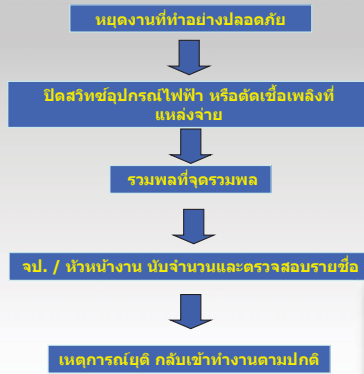 หยุดงานที่ทำอย่างปลอดภัย
ปิดสวิทซ์อุปกรณ์ไฟฟ้า หรือตัดเชื้อเพลิงที่
แหล่งจ่าย
รวมพลที่จุดรวมพล
จป. / หัวหน้างาน นับจำนวนและตรวจสอบรายชื่อ
เหตุการณ์ยุติ กลับเข้าทำงานตามปกติ